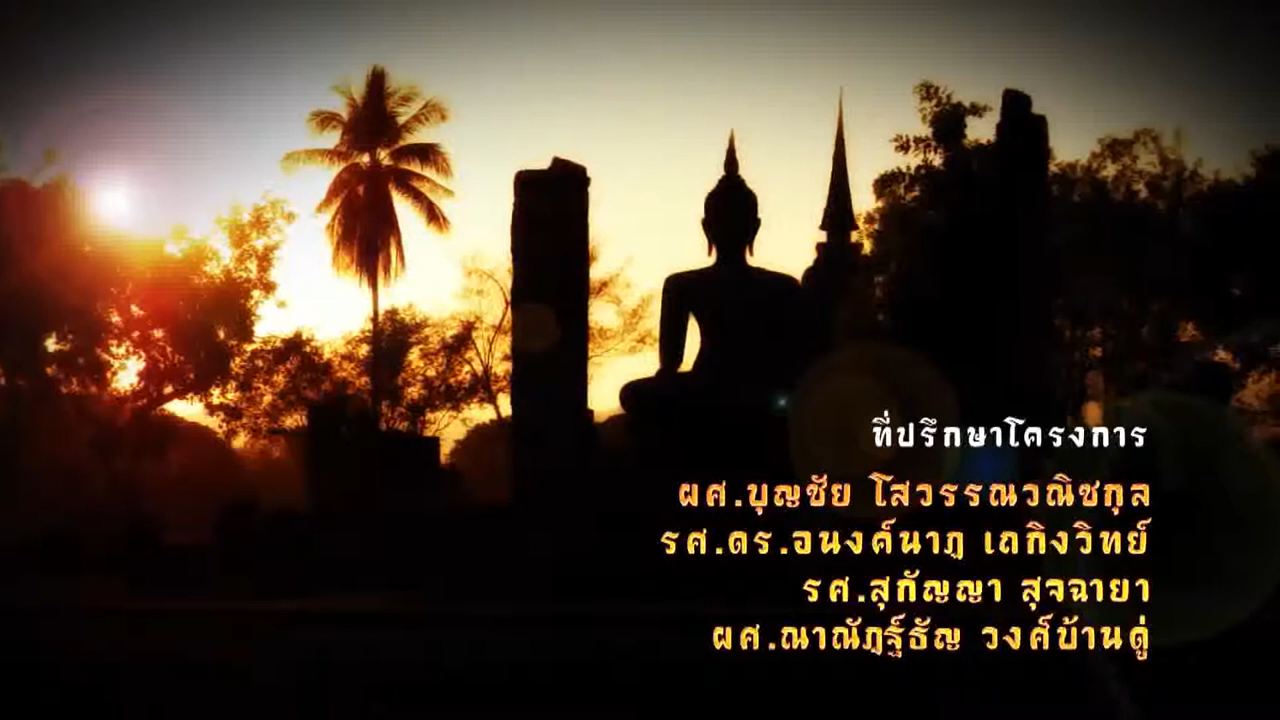 ที่ปรึกษาโครงการ
ผศ.บุญชัย โสวรรณวณิชกุล
รศ.ดร.อนงค์นาฏ เถกิงวิทย์
รศ.สุกัญญา สุจฉายา
ผศ.ณาณัฏฐ์ธัญ วงศ์บ้านดู่